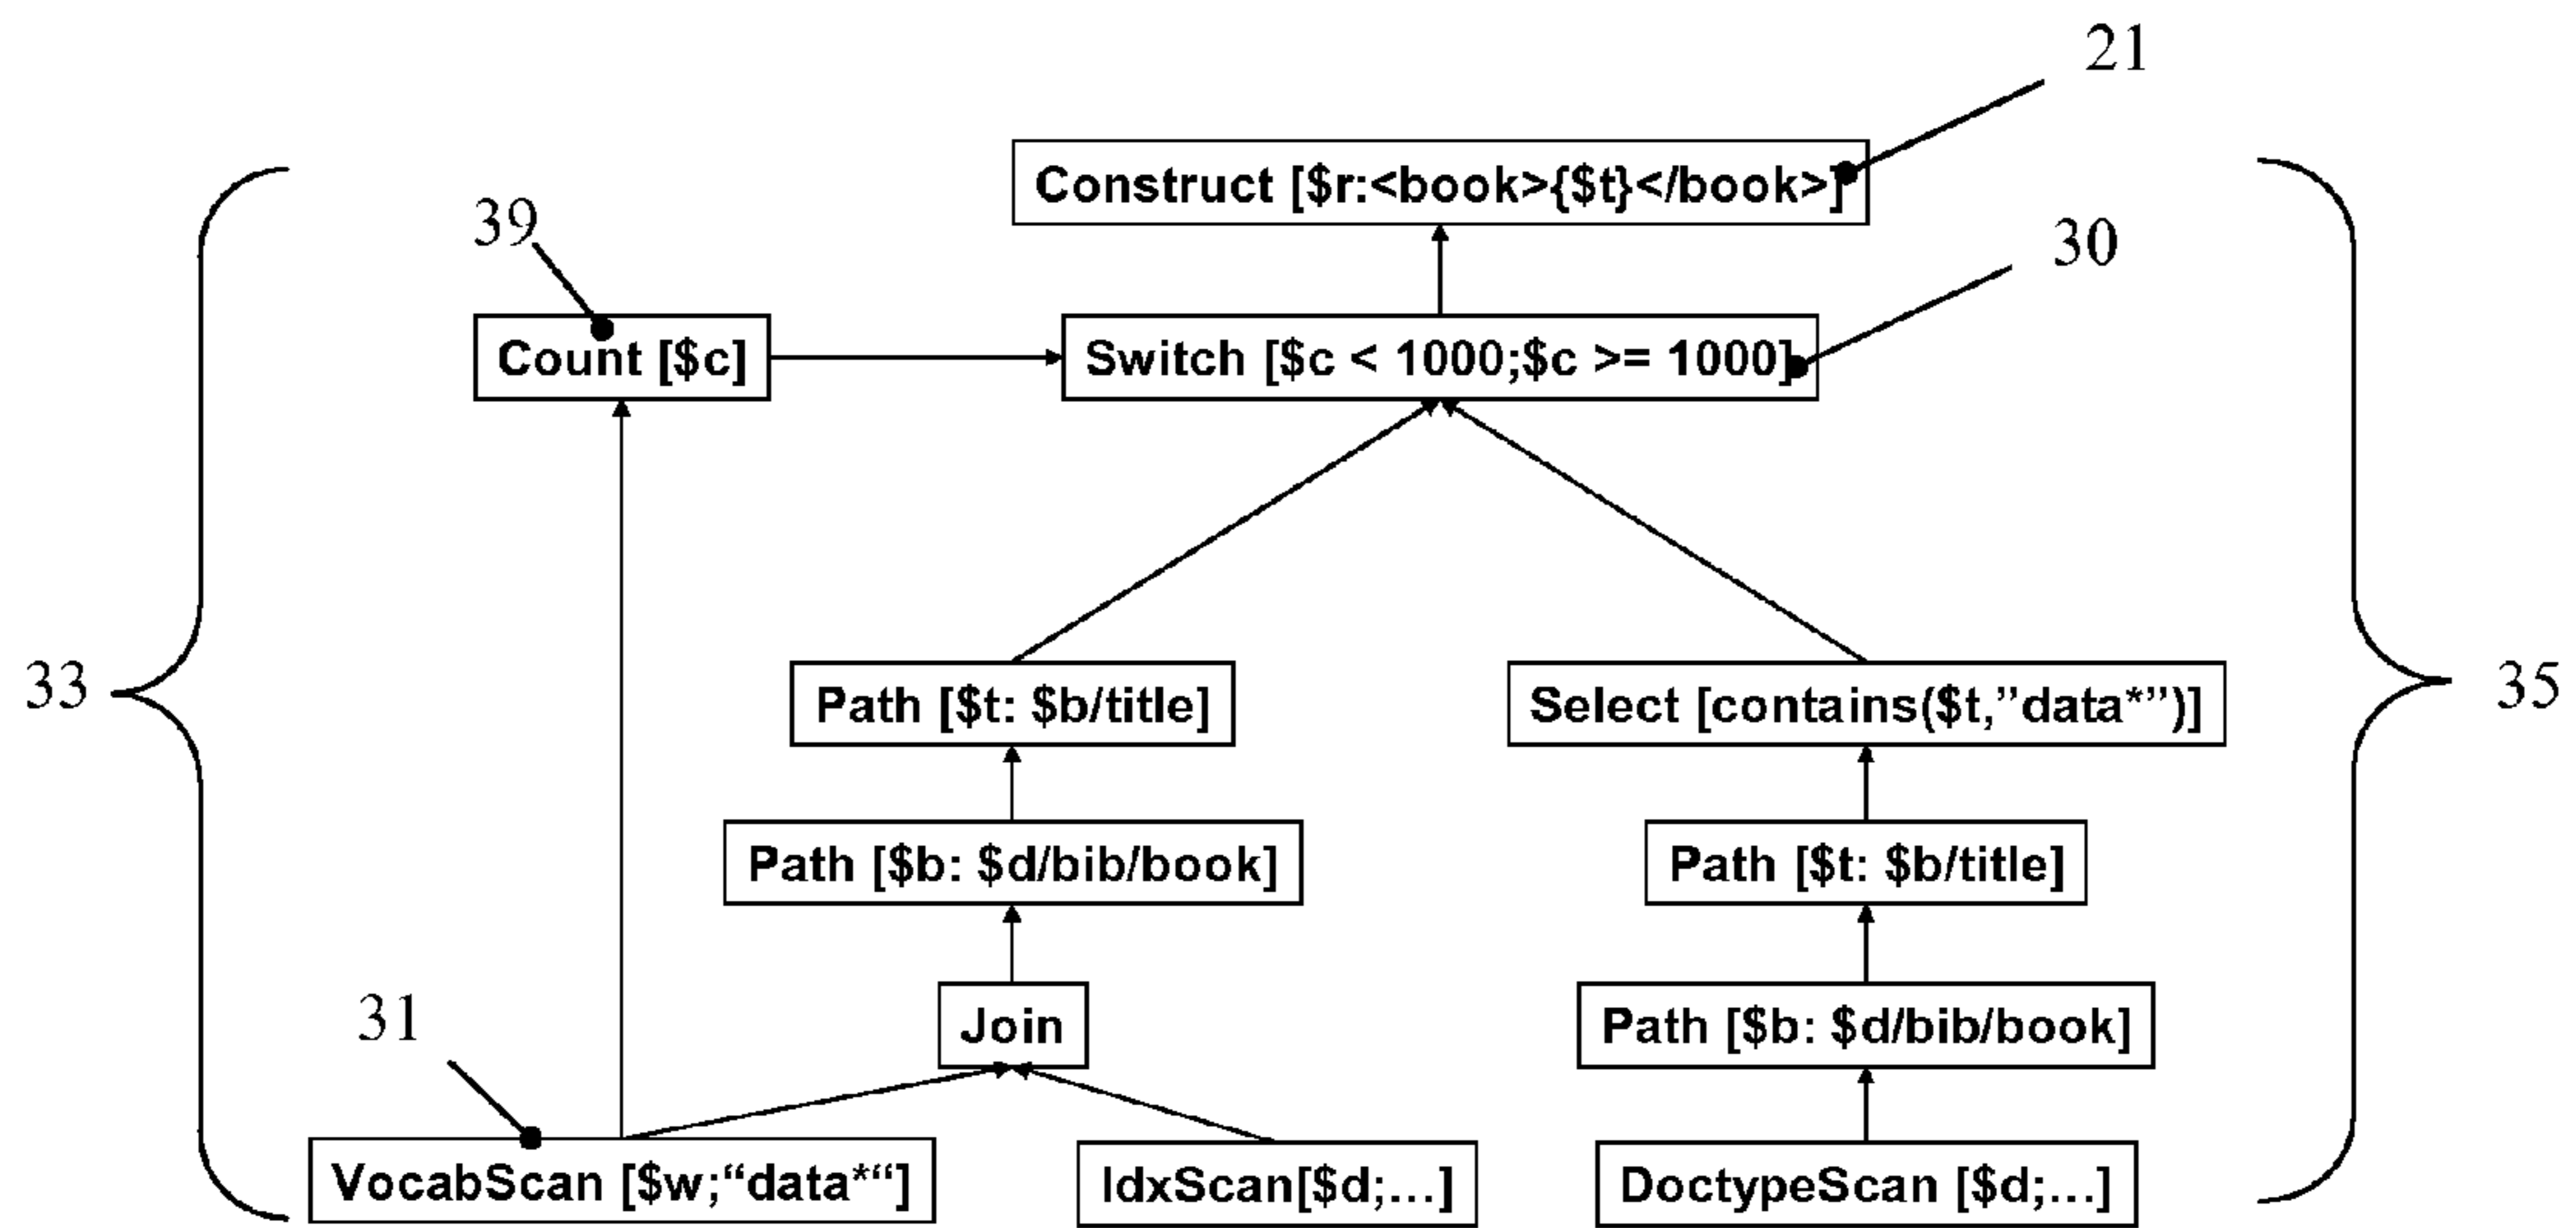 21
Construct [$r:<book>{$t}</book>]
39
30
Count [$c]
Switch [$c < 1000;$c >= 1000]
33
Path [$t: $b/title]
Select [contains($t,”data*”)]
35
Path [$b: $d/bib/book]
Path [$t: $b/title]
31
Join
Path [$b: $d/bib/book]
VocabScan [$w;“data*“]
IdxScan[$d;...]
DoctypeScan [$d;...]